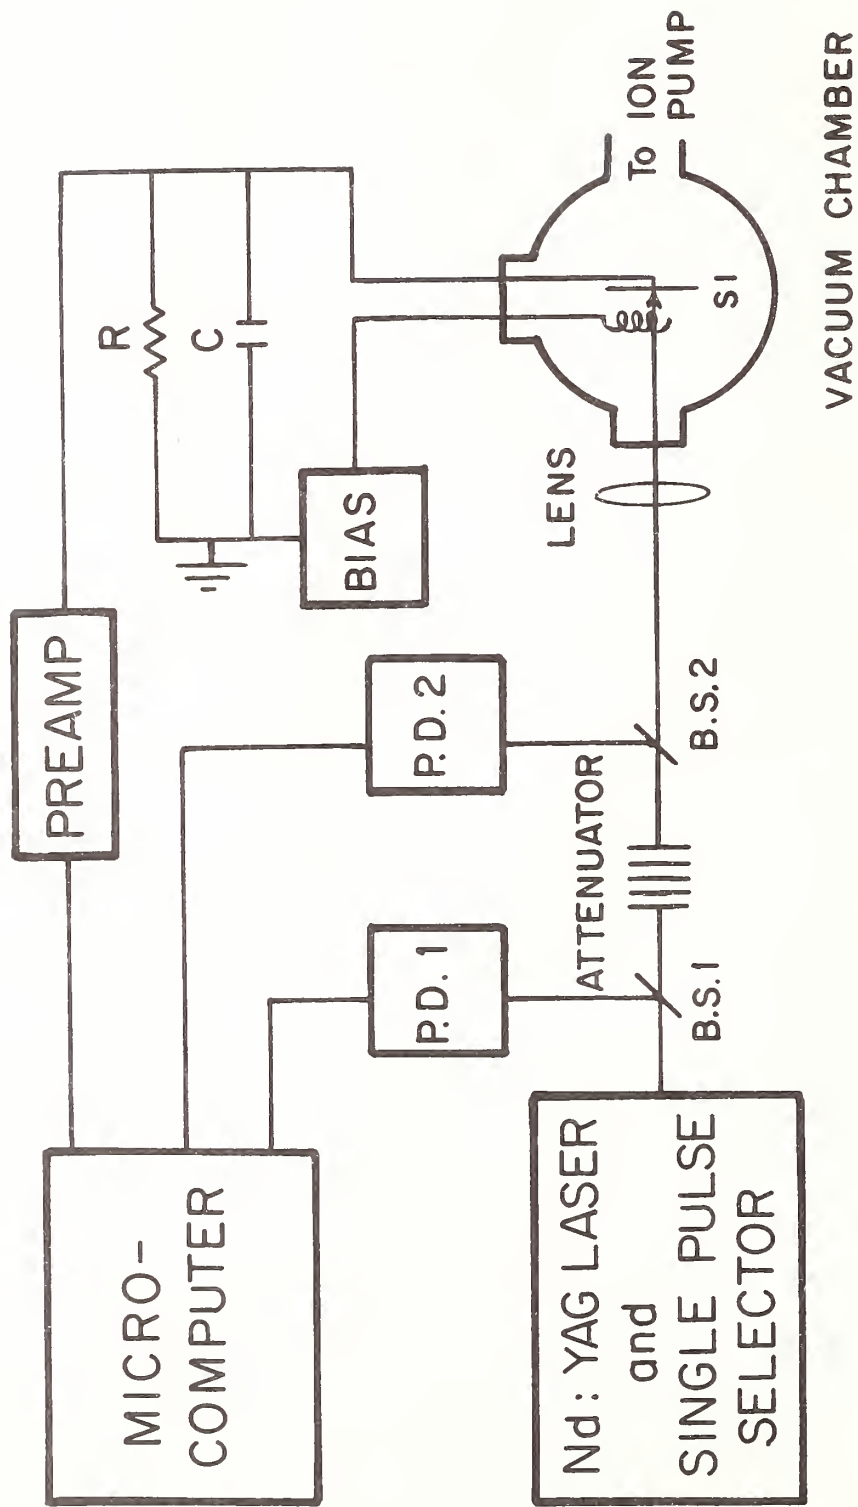 PREAMP
R
C
MICRO-
COMPUTER
BIAS
P.D. 1
P.D. 2
To ION
PUMP
ATTENUATOR
LENS
SI
Nd: YAG LASER
and
SINGLE PULSE
SELECTOR
B.S.1
B.S.2
VACUUM CHAMBER